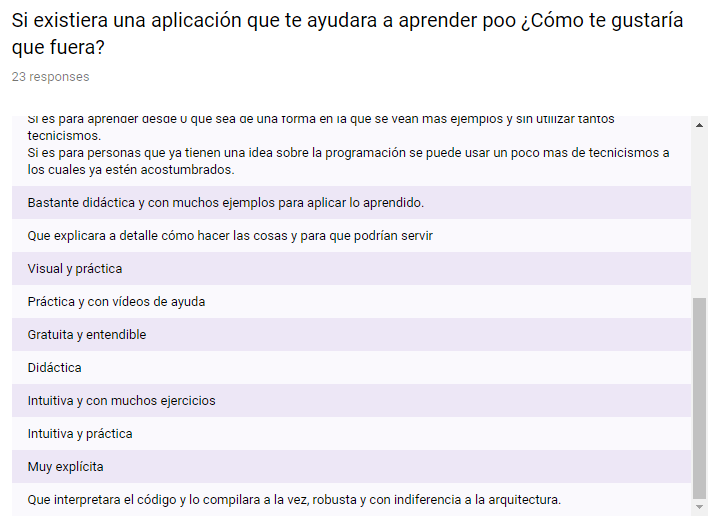 Si existiera una aplicación que te ayudara a aprender poo ¿Cómo te gustaría
que fuera?
23 responses
Si es para aprender desde 0 que sea de una forma en la que se vean mas ejemplos y sin utilizar tantos
tecnicismos.
Si es para personas que ya tienen una idea sobre la programación se puede usar un poco mas de tecnicismos a
los cuales ya estén acostumbrados.
Bastante didáctica y con muchos ejemplos para aplicar lo aprendido.
Que explicara a detalle cómo hacer las cosas y para que podrían servir
Visual y práctica
Práctica y con vídeos de ayuda
Gratuita y entendible
Didáctica
Intuitiva y con muchos ejercicios
Intuitiva y práctica
Muy explícita
Que interpretara el código y lo compilara a la vez, robusta y con indiferencia a la arquitectura.